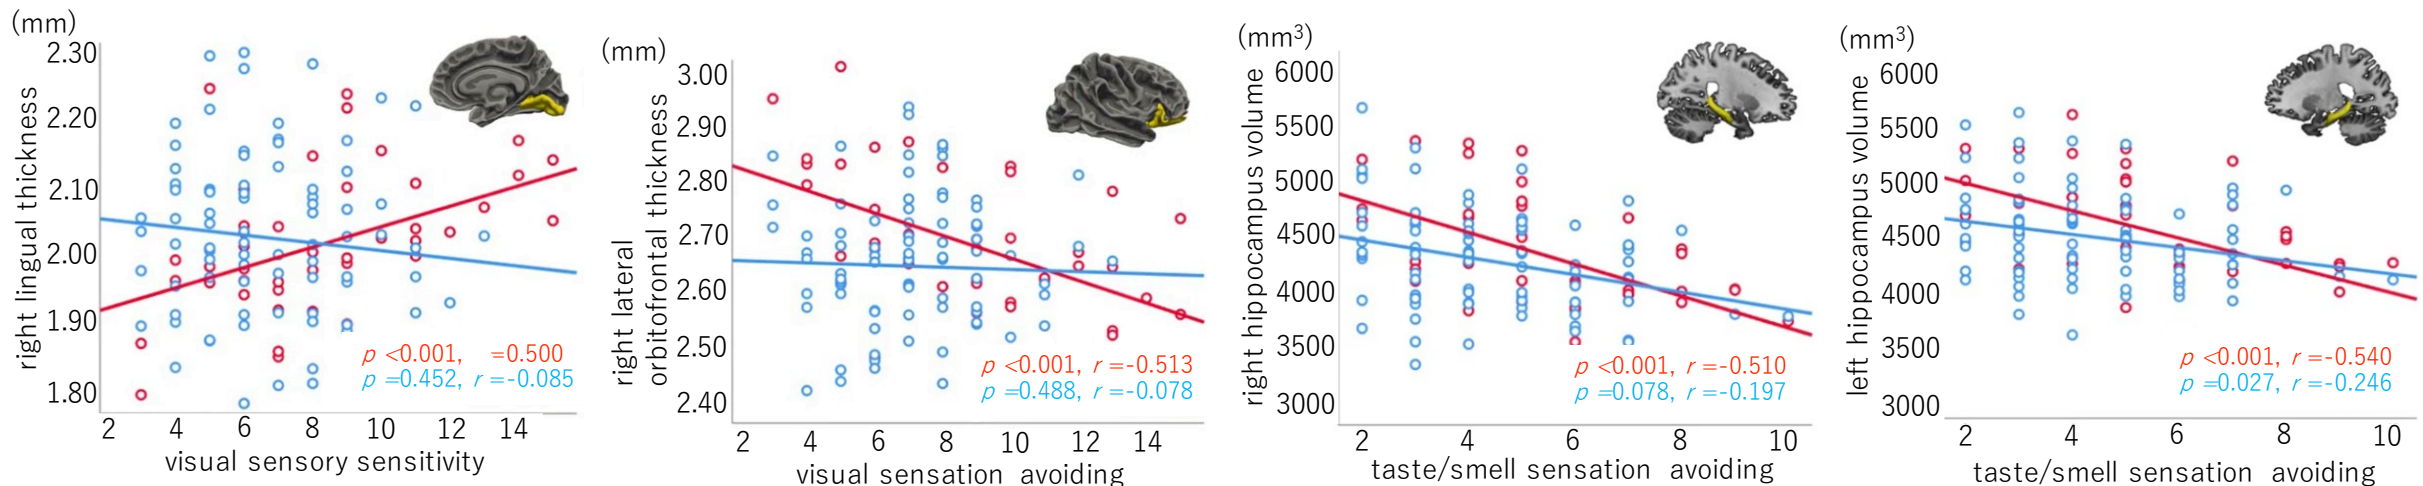 (mm)
right lingual thickness
2.30
2.20
2.10
2.00
1.90
1.80
p <0.001, =0.500
p =0.452, r =-0.085
2 4 6 8 10 12 14
visual sensory sensitivity
(mm)
right lateral
orbitofrontal thickness
3.00
2.90
2.80
2.70
2.60
2.50
2.40
p <0.001, r =-0.513
p =0.488, r =-0.078
2 4 6 8 10 12 14
visual sensation avoiding
(mm³)
right hippocampus volume
6000
5500
5000
4500
4000
3500
3000
p <0.001, r =-0.510
p =0.078, r =-0.197
2 4 6 8 10
taste/smell sensation avoiding
(mm³)
left hippocampus volume
6000
5500
5000
4500
4000
3500
3000
p <0.001, r =-0.540
p =0.027, r =-0.246
2 4 6 8 10
taste/smell sensation avoiding